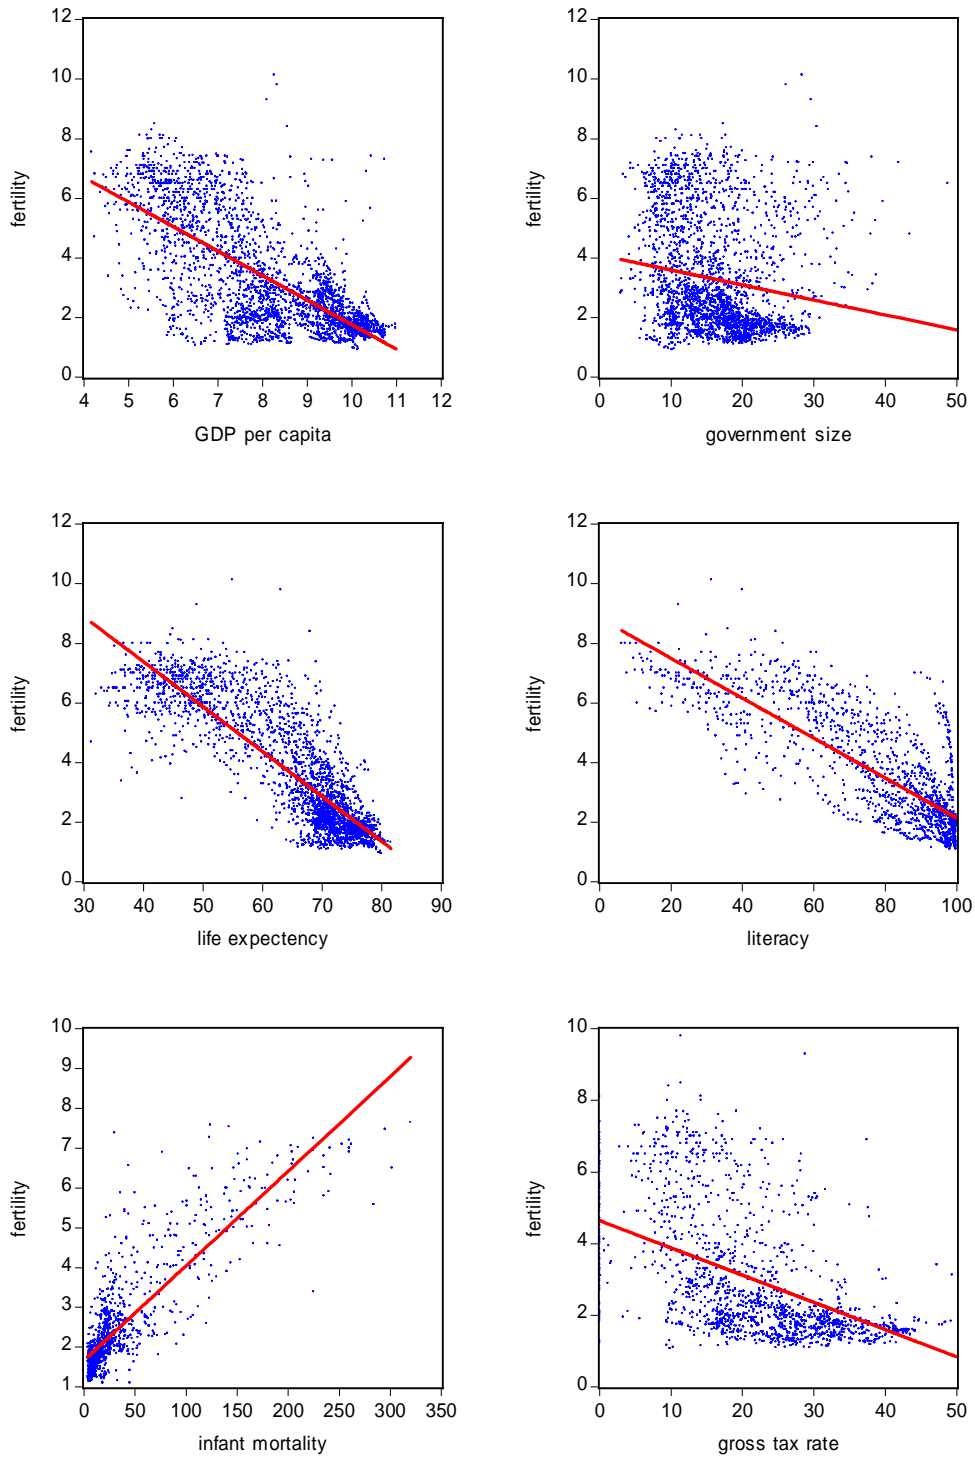 12
10
8
6
4
2
0
fertility
4 5 6 7 8 9 10 11 12
GDP per capita
12
10
8
6
4
2
0
fertility
0 10 20 30 40 50
government size
12
10
8
6
4
2
0
fertility
30 40 50 60 70 80 90
life expectency
12
10
8
6
4
2
0
fertility
0 20 40 60 80 100
literacy
10
9
8
7
6
5
4
3
2
1
fertility
0 50 100 150 200 250 300 350
infant mortality
10
8
6
4
2
0
fertility
0 10 20 30 40 50
gross tax rate